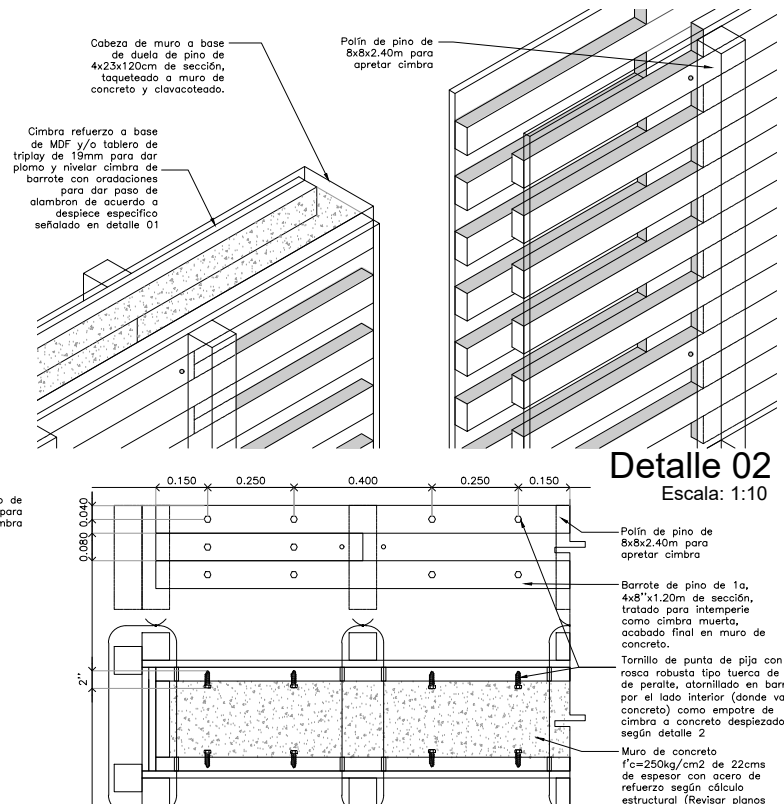 Cabeza de muro a base
de duela de pino de
4x23x120cm de sección,
taqueteado a muro de
concreto y clavacoteado.
Polín de pino de
8x8x2.40m para
apretar cimbra
Cimbra refuerzo a base
de MDF y/o tablero de
triplay de 19mm para dar
plomo y nivelar cimbra de
barrote con oradaciones
para dar paso de
alambron de acuerdo a
despiece especifico
señalado en detalle 01
Detalle 02
Escala: 1:10
o de
para
mbra
0.150
0.250
0.400
0.250
0.150
0.040
0.080
2''
Polín de pino de
8x8x2.40m para
apretar cimbra
Barrote de pino de 1a,
4x8''x1.20m de sección,
tratado para intemperie
como cimbra muerta,
acabado final en muro de
concreto.
Tornillo de punta de pija con
rosca robusta tipo tuerca de
de peralte, atornillado en barr
por el lado interior (donde va
concreto) como empotre de
cimbra a concreto despiezado
según detalle 2
Muro de concreto
f'c=250kg/cm2 de 22cms
de espesor con acero de
refuerzo según cálculo
estructural (Revisar planos